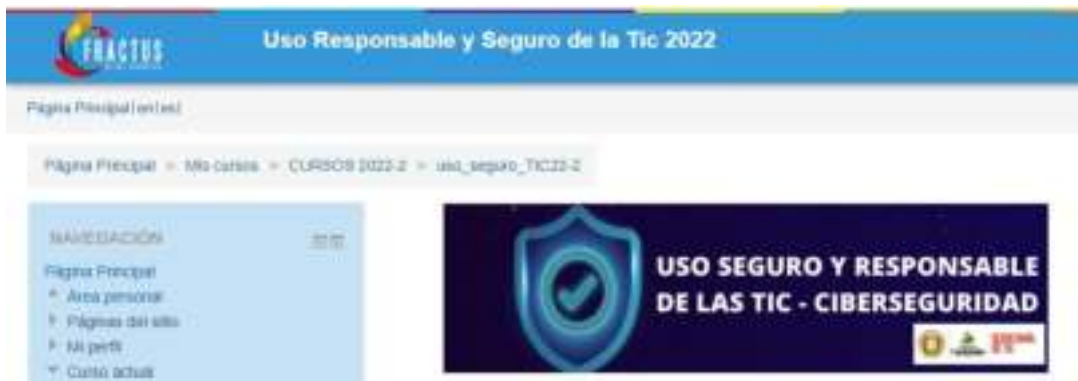 FRACTUS
Uso Responsable y Seguro de la Tic 2022
Página Principal
Página Principal Mis cursos CURSOS 2022-2 uso_seguro_TIC22-2
NAVEGACIÓN
Página Principal
Área personal
Páginas del sitio
Mi perfil
Curso actual
USO SEGURO Y RESPONSABLE
DE LAS TIC - CIBERSEGURIDAD